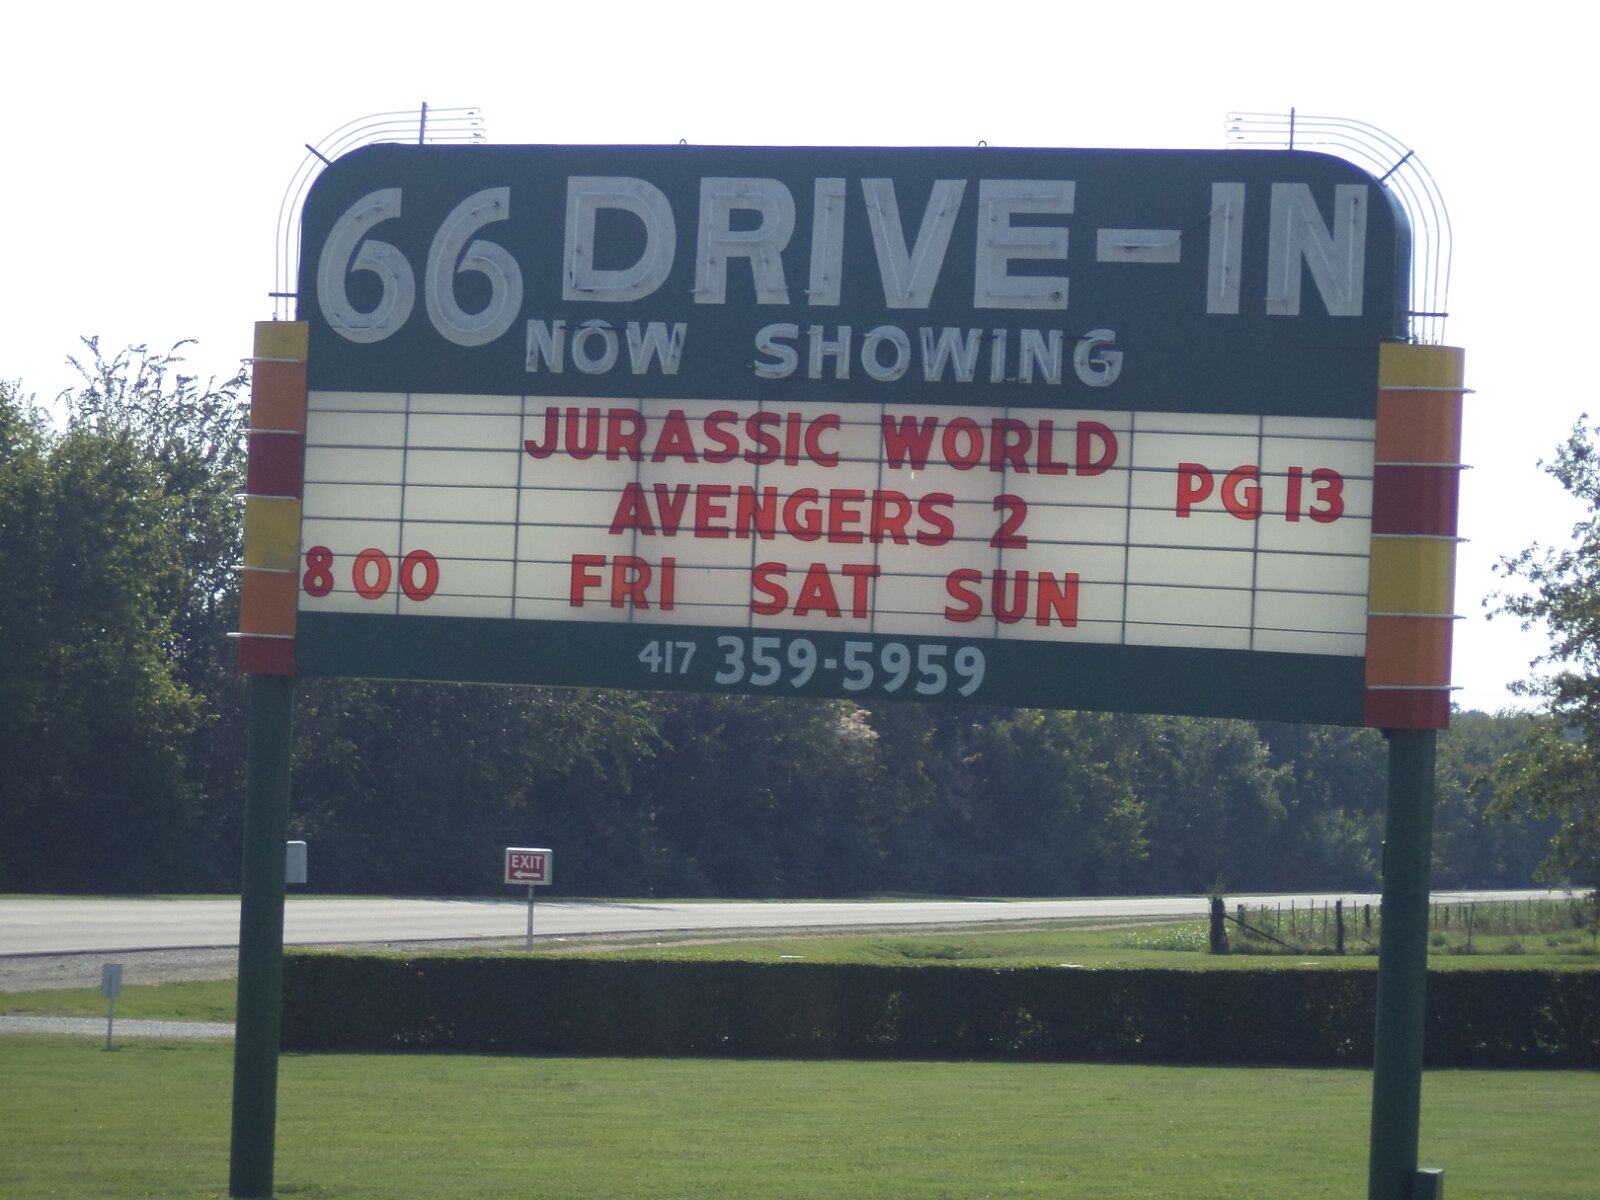 66 DRIVE-IN
NOW SHOWING
JURASSIC WORLD
AVENGERS 2
PG 13
8 00 FRI SAT SUN
417 359-5959
EXIT